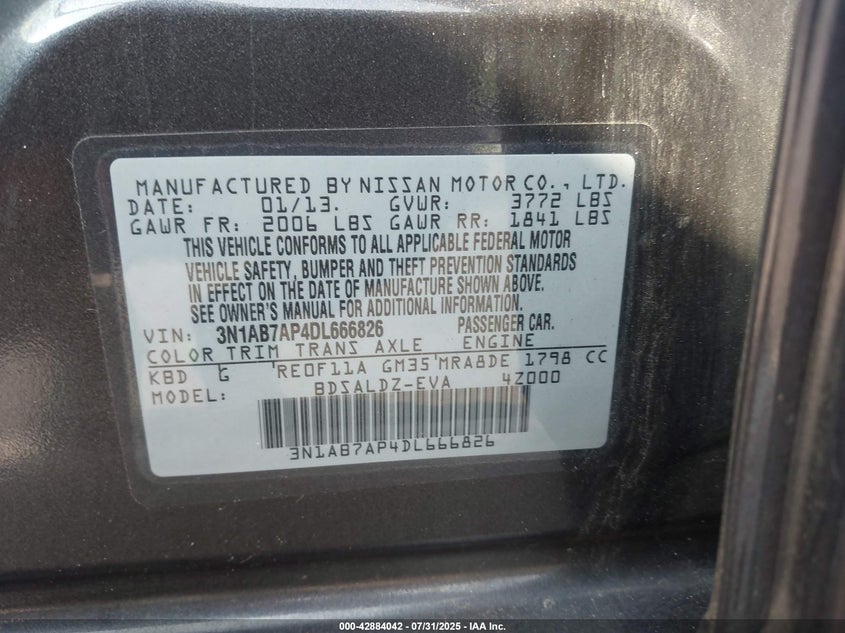 MANUFACTURED BY NISSAN MOTOR CO., LTD.
DATE: 01/13. GVWR: 3772 LBS
GAWR FR: 2006 LBS GAWR RR: 1841 LBS
THIS VEHICLE CONFORMS TO ALL APPLICABLE FEDERAL MOTOR
VEHICLE SAFETY, BUMPER AND THEFT PREVENTION STANDARDS
IN EFFECT ON THE DATE OF MANUFACTURE SHOWN ABOVE.
SEE OWNER'S MANUAL FOR ADDITIONAL INFORMATION.
VIN: 3N1AB7AP4DL666826 PASSENGER CAR.
COLOR TRIM TRANS AXLE ENGINE
KBD G 'RE0F11A GM35'MRA8DE 1798 CC
MODEL: BDSALDZ-EVA 4Z000
3N1AB7AP4DL666826
000-42884042 - 07/31/2025 - IAA Inc.